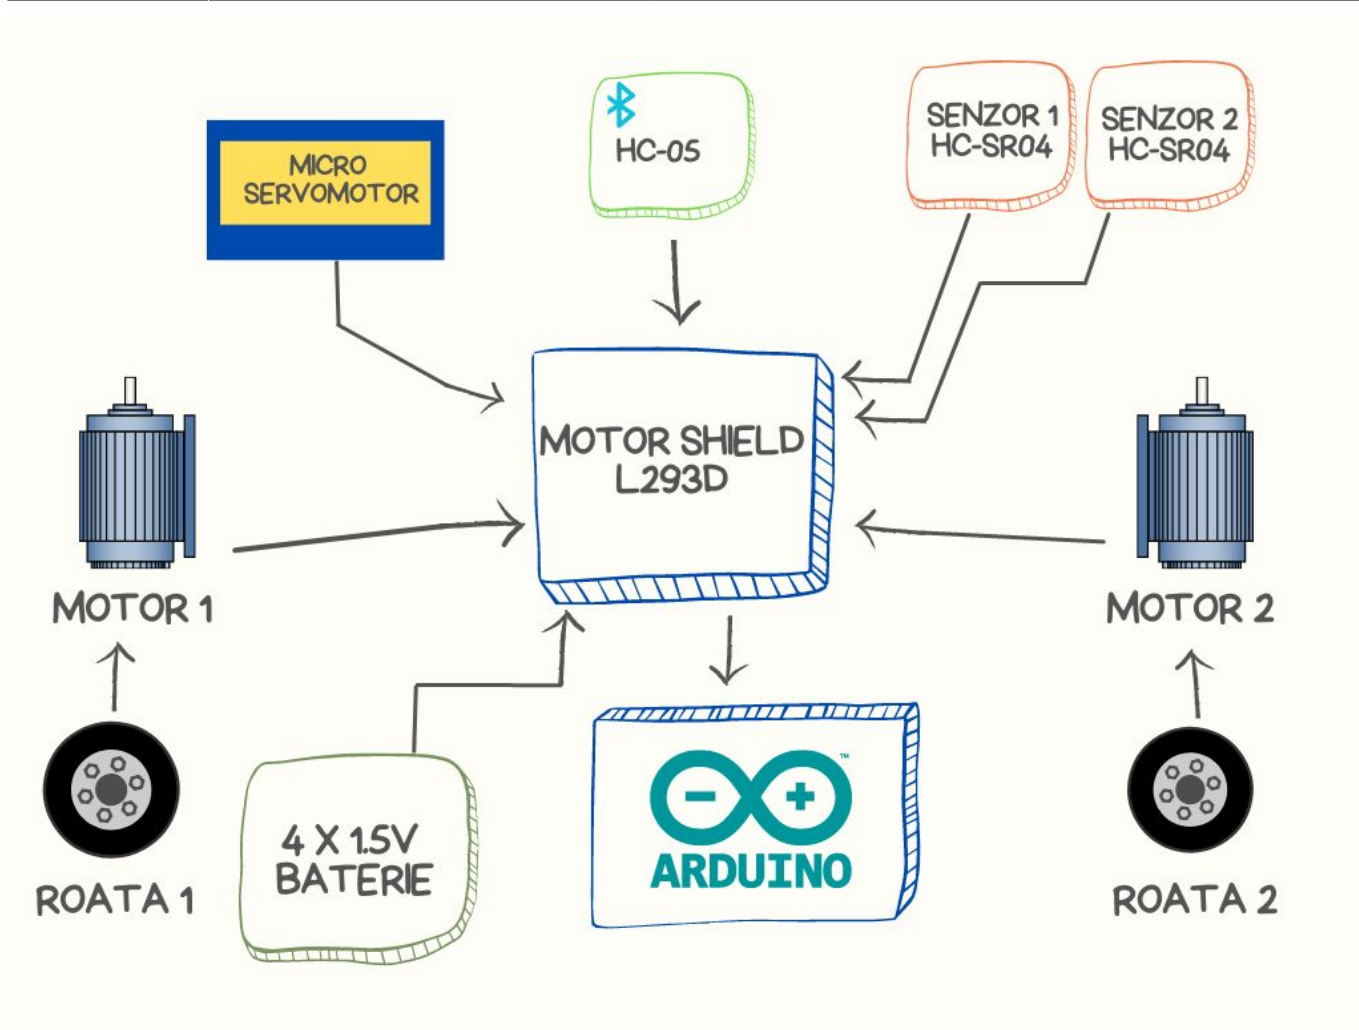 MICRO
SERVOMOTOR
HC-05
SENZOR 1
HC-SR04
SENZOR 2
HC-SR04
MOTOR SHIELD
L293D
MOTOR 1
MOTOR 2
ROATA 1
4 X 1.5V
BATERIE
ARDUINO
™
ROATA 2